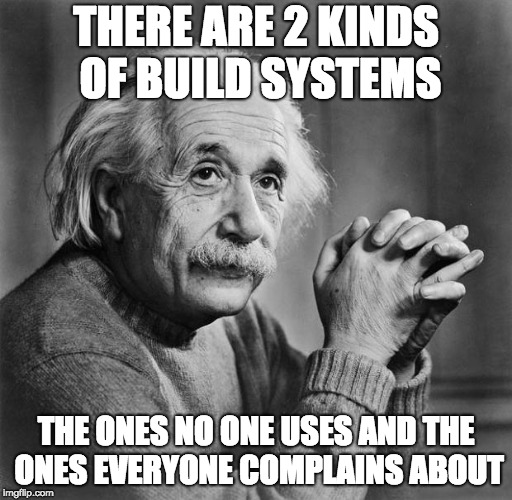 THERE ARE 2 KINDS
OF BUILD SYSTEMS
THE ONES NO ONE USES AND THE
ONES EVERYONE COMPLAINS ABOUT
imgflip.com